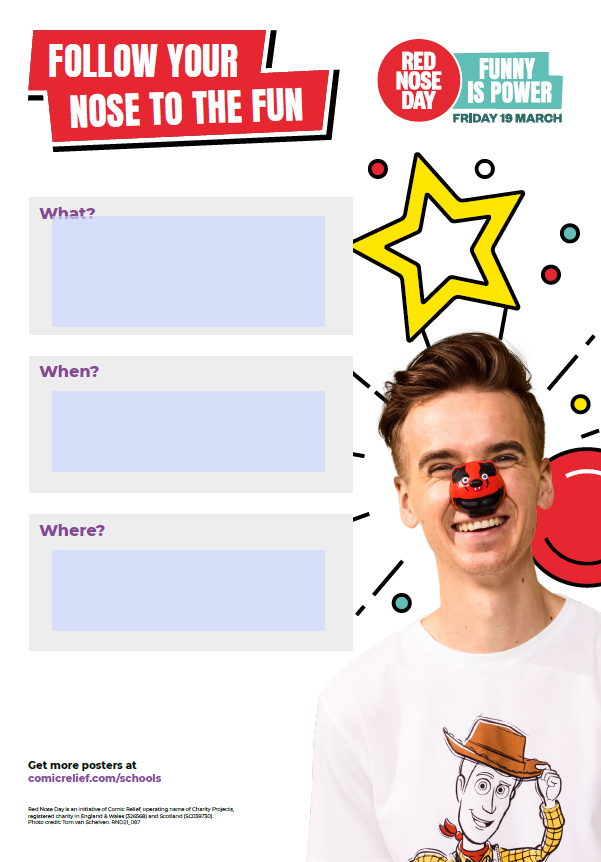 FOLLOW YOUR
NOSE TO THE FUN
RED
NOSE
DAY
FUNNY
IS POWER
FRIDAY 19 MARCH
What?
When?
Where?
Get more posters at
comicrelief.com/schools
Red Nose Day is an initiative of Comic Relief, operating name of Charity Projects,
registered charity in England & Wales (326568) and Scotland (SC039730).
Photo credit: Tom van Schelven. RND21_087